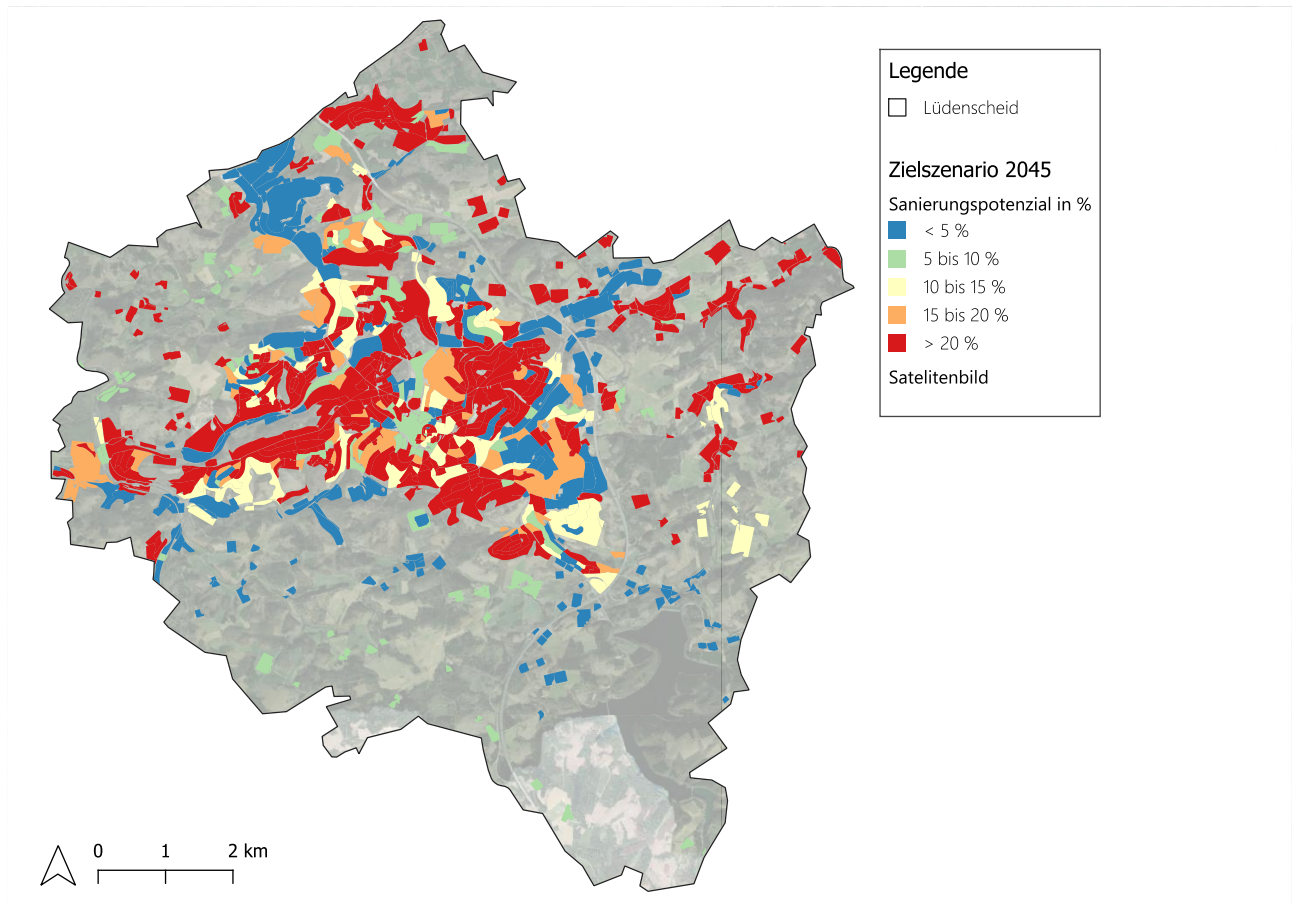 Legende
Lüdenscheid
Zielszenario 2045
Sanierungspotenzial in %
< 5 %
5 bis 10 %
10 bis 15 %
15 bis 20 %
> 20 %
Satelitenbild
0 1 2 km